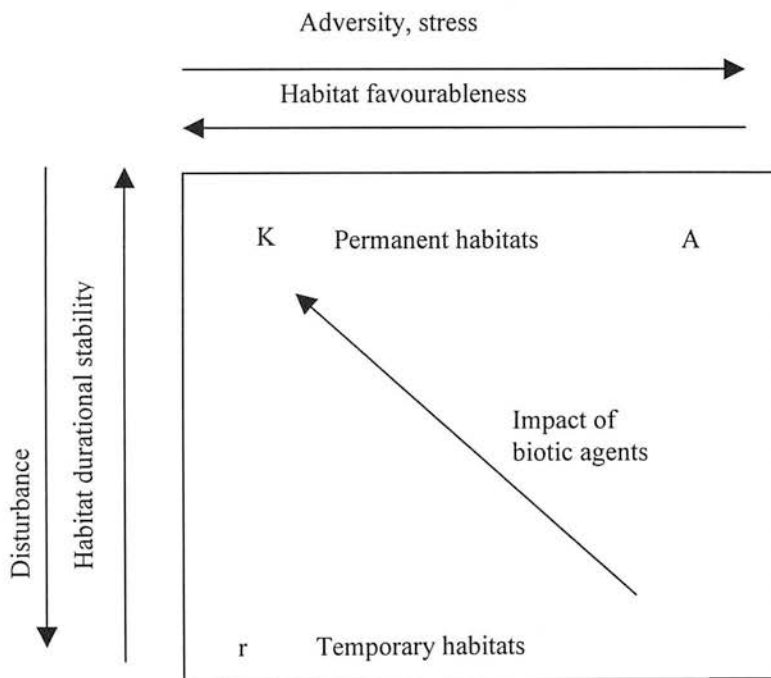 Adversity, stress
Habitat favourableness
K Permanent habitats A
Impact of
biotic agents
Disturbance
Habitat durational stability
r Temporary habitats